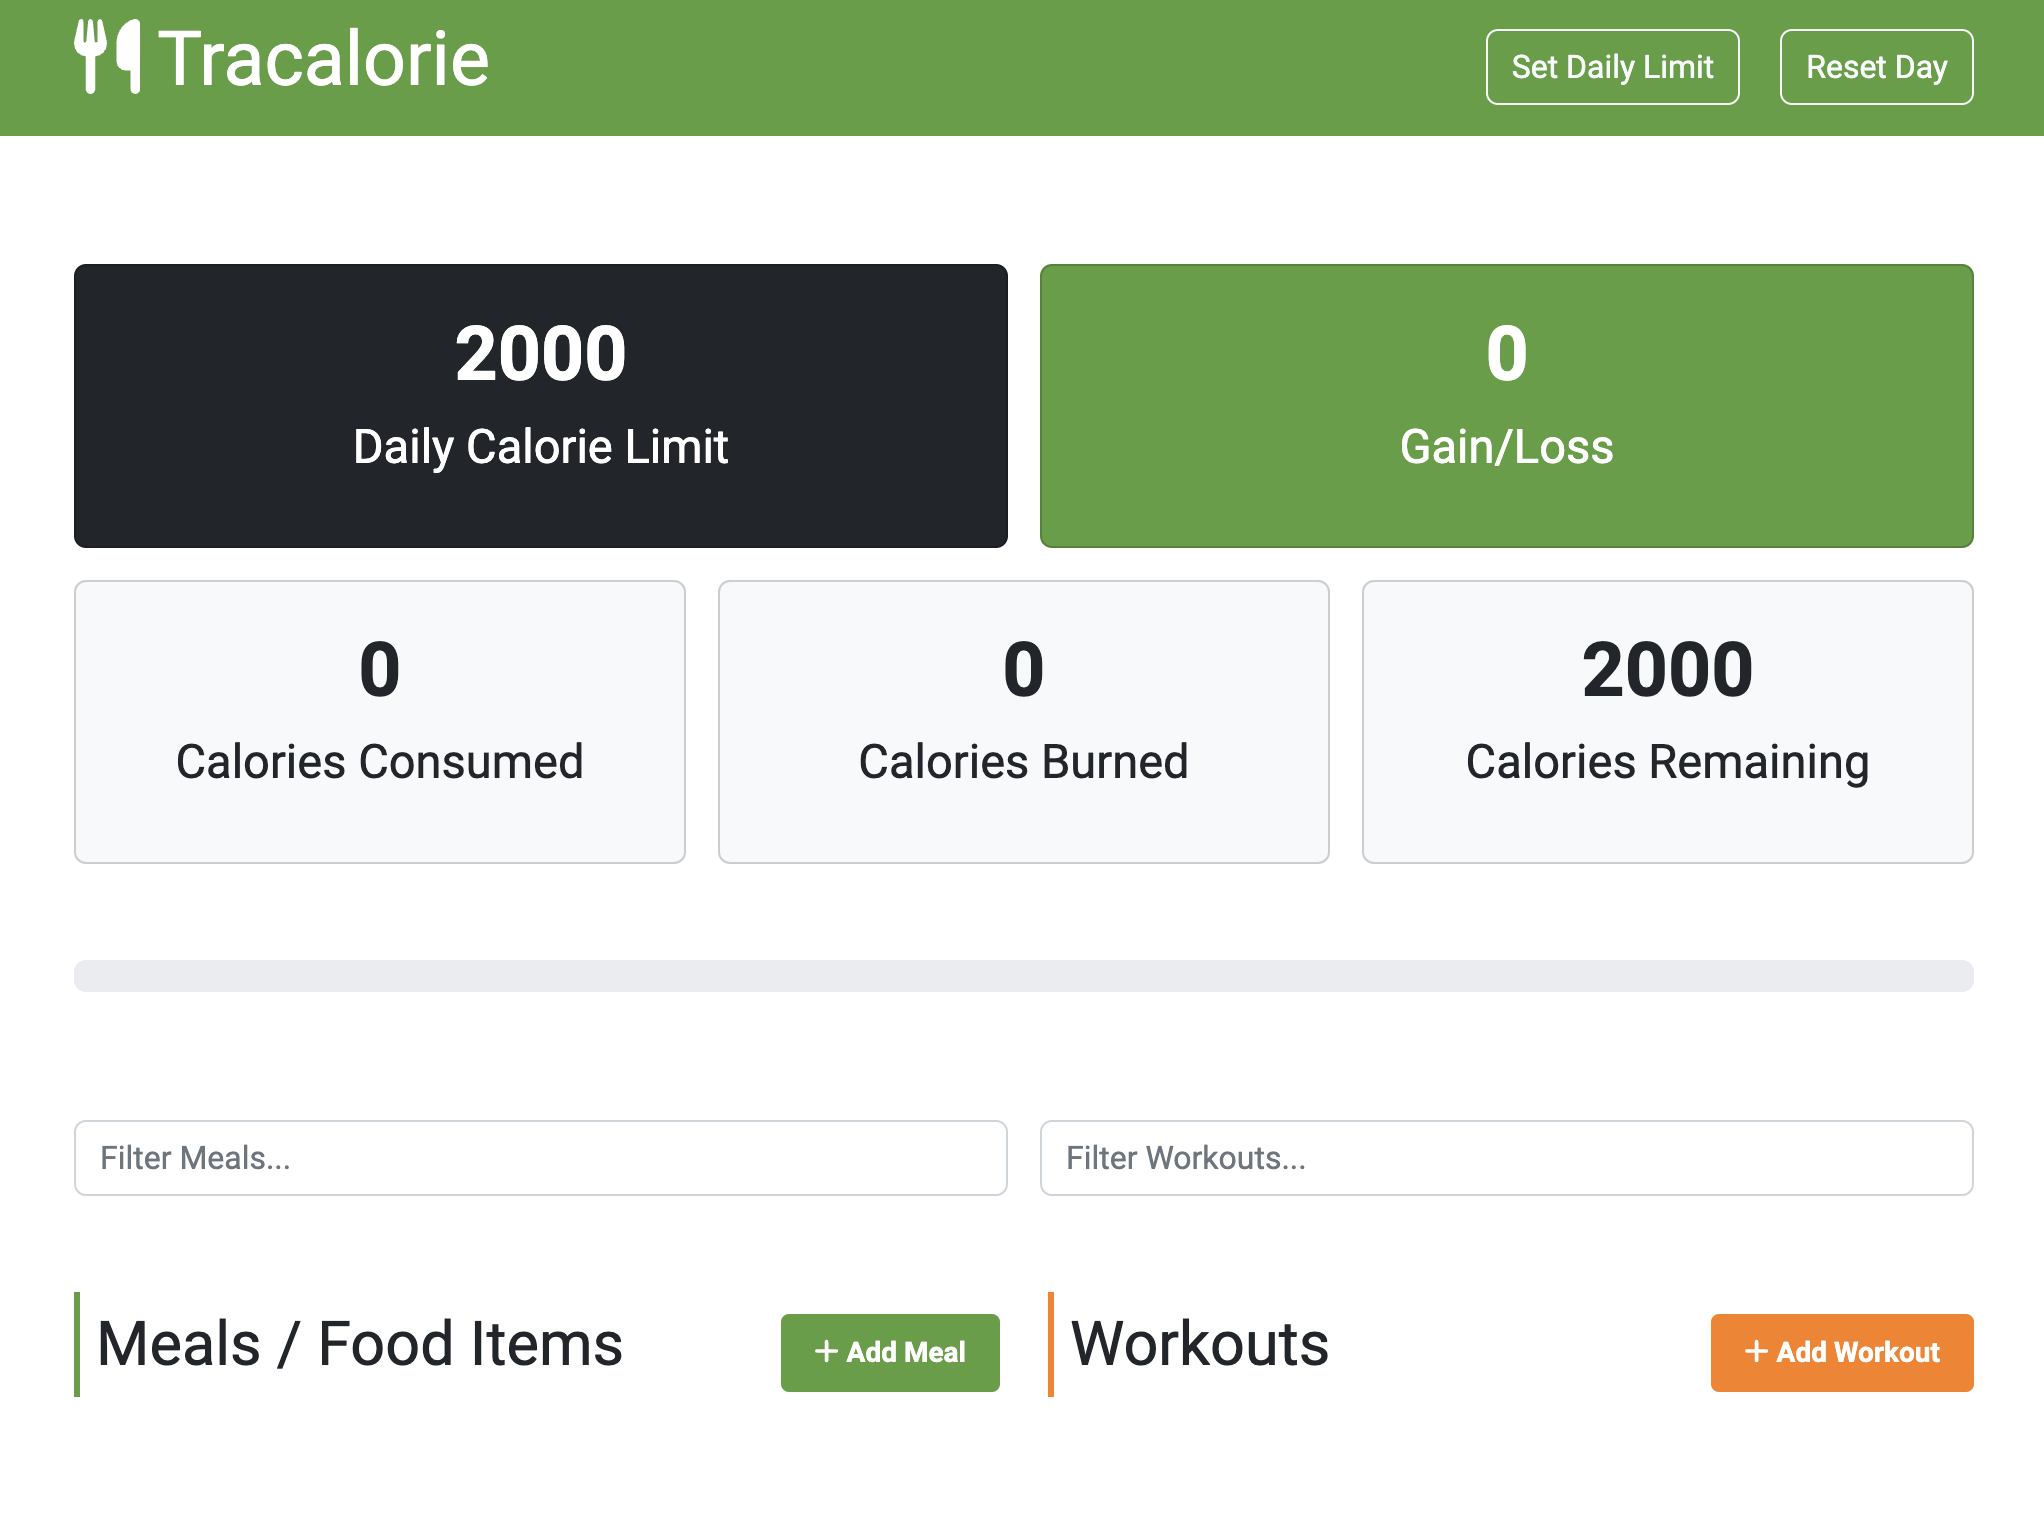 Tracalorie
Set Daily Limit
Reset Day
2000
Daily Calorie Limit
0
Gain/Loss
0
Calories Consumed
0
Calories Burned
2000
Calories Remaining
Filter Meals...
Filter Workouts...
Meals / Food Items
+ Add Meal
Workouts
+ Add Workout